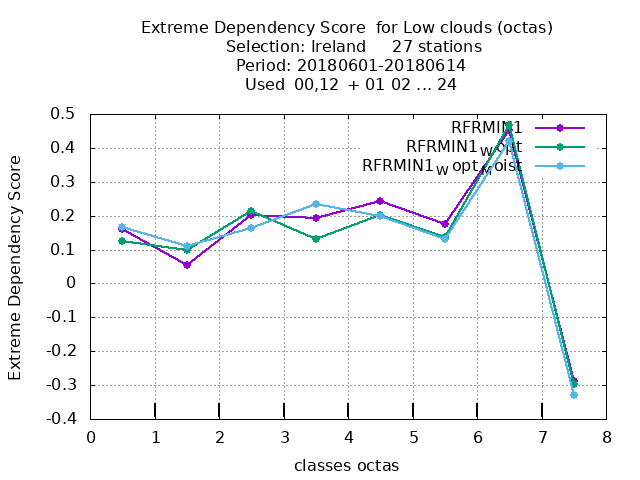 Extreme Dependency Score  for Low clouds (octas)
Selection: Ireland     27 stations
Period: 20180601-20180614
Used  00,12  + 01 02 ... 24
Extreme Dependency Score
0.5
0.4
0.3
0.2
0.1
0
-0.1
-0.2
-0.3
-0.4
RFRMIN1
RFRMIN1_W opt
RFRMIN1_W opt_M oist
0 1 2 3 4 5 6 7 8
classes octas